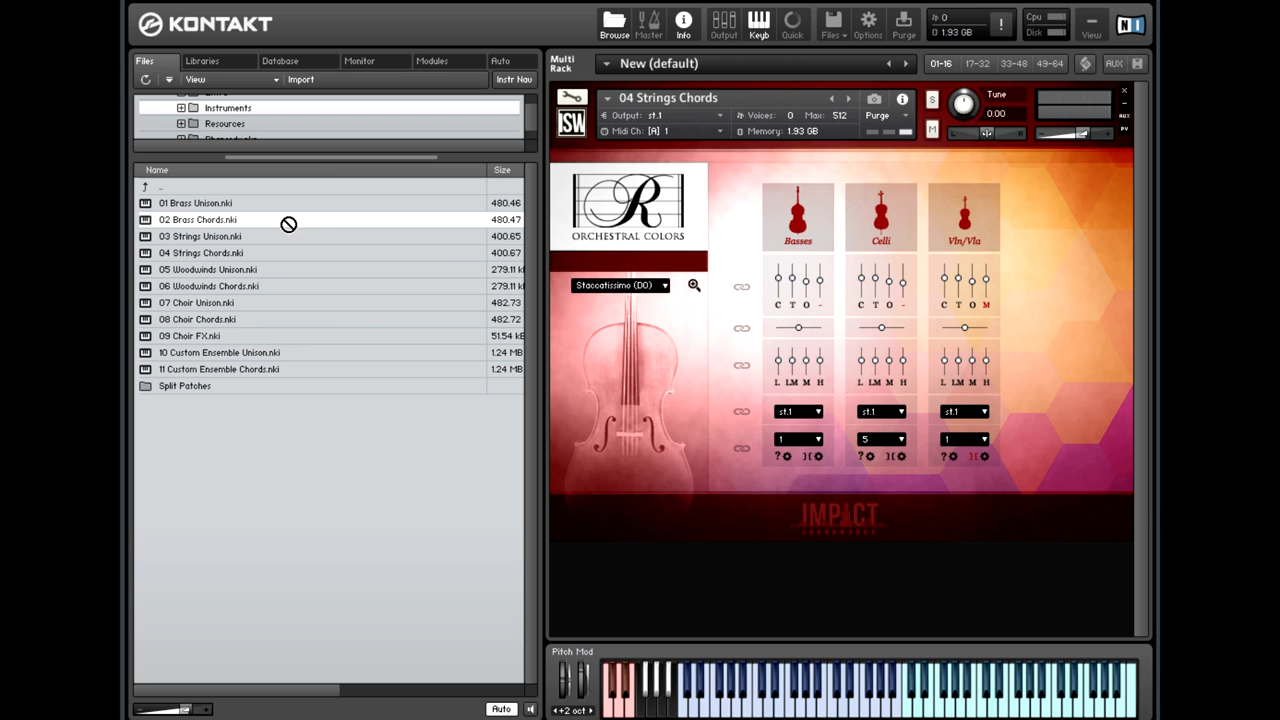 KONTAKT
Browse
Master
Info
Output
Keyb
Quick
Files
Options
Purge
0
1.93 GB
!
Cpu
Disk
View
NI
Files
Libraries
Database
Monitor
Modules
Auto
View
Import
Instr Nav
Instruments
Resources
Name
Size
01 Brass Unison.nki 480.46
02 Brass Chords.nki 480.47
03 Strings Unison.nki 400.65
04 Strings Chords.nki 400.67
05 Woodwinds Unison.nki 279.11 k
06 Woodwinds Chords.nki 279.11 k
07 Choir Unison.nki 482.73
08 Choir Chords.nki 482.72
09 Choir FX.nki 51.54 k
10 Custom Ensemble Unison.nki 1.24 MB
11 Custom Ensemble Chords.nki 1.24 MB
Split Patches
Auto
Multi
Rack
New (default)
01-16
17-32
33-48
49-64
AUX
04 Strings Chords
S
M
Tune
0.00
L
R
AUX
PV
ISW
Output: st.1
Voices: 0
Max: 512
Purge
Midi Ch: [A] 1
Memory: 1.93 GB
R
ORCHESTRAL COLORS
Staccatissimo (D0)
Basses
Celli
Vln/Vla
C T O -
C T O -
C T O M
L LM M H
L LM M H
L LM M H
st.1
st.1
st.1
1
5
1
?
?
?
IMPACT
Pitch Mod
+2 oct